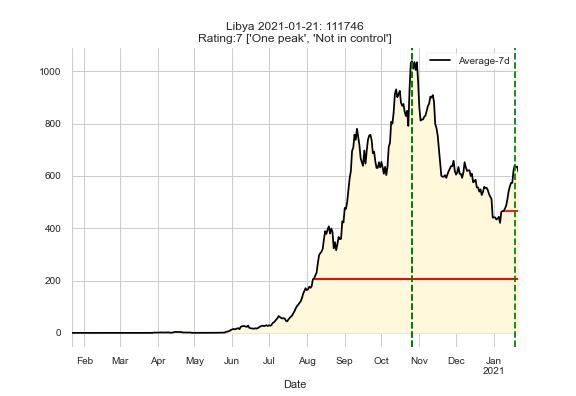 Libya 2021-01-21: 111746
Rating:7 ['One peak', 'Not in control']
Average-7d
1000
800
600
400
200
0
Feb Mar Apr May Jun Jul Aug Sep Oct Nov Dec Jan
2021
Date